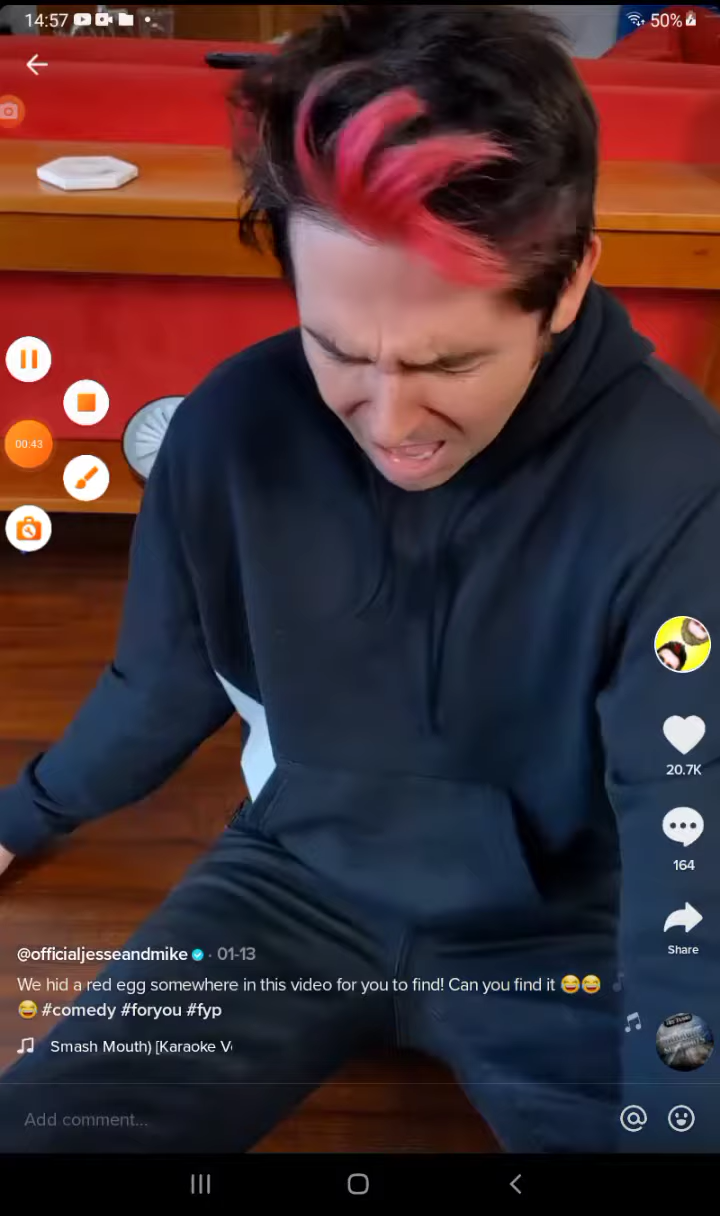 14:57
50%
00:43
20.7K
164
Share
@officialjesseandmike · 01-13
We hid a red egg somewhere in this video for you to find! Can you find it 😂😂
😂 #comedy #foryou #fyp
Smash Mouth) [Karaoke V
Add comment...